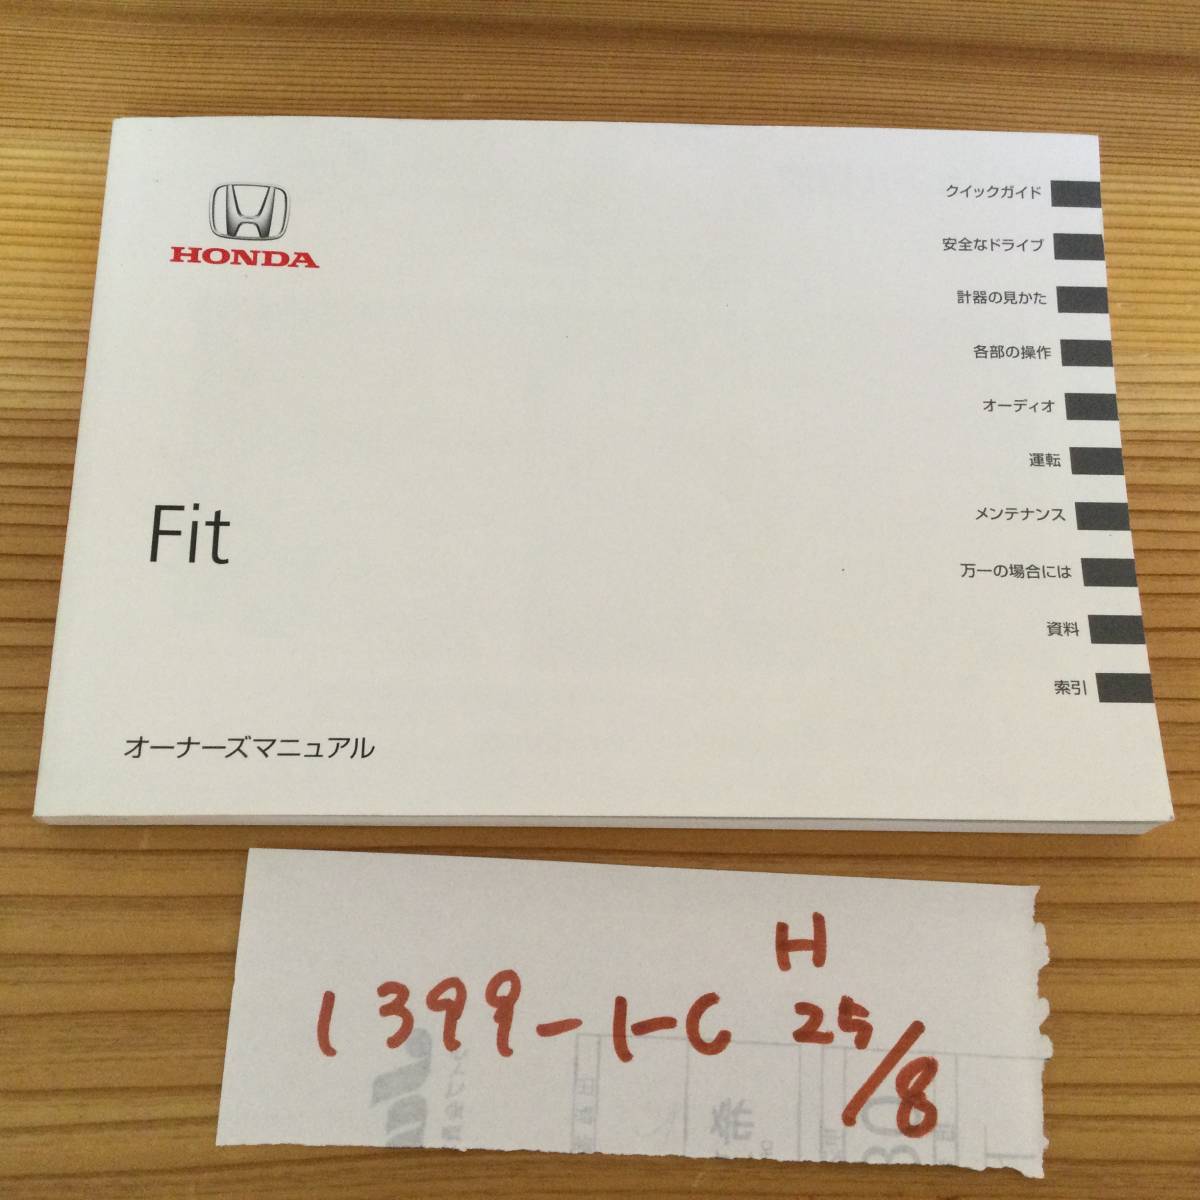 HONDA
クイックガイド
安全なドライブ
計器の見かた
各部の操作
オーディオ
運転
メンテナンス
万一の場合には
資料
索引
Fit
オーナーズマニュアル
1399-1-C H25/8